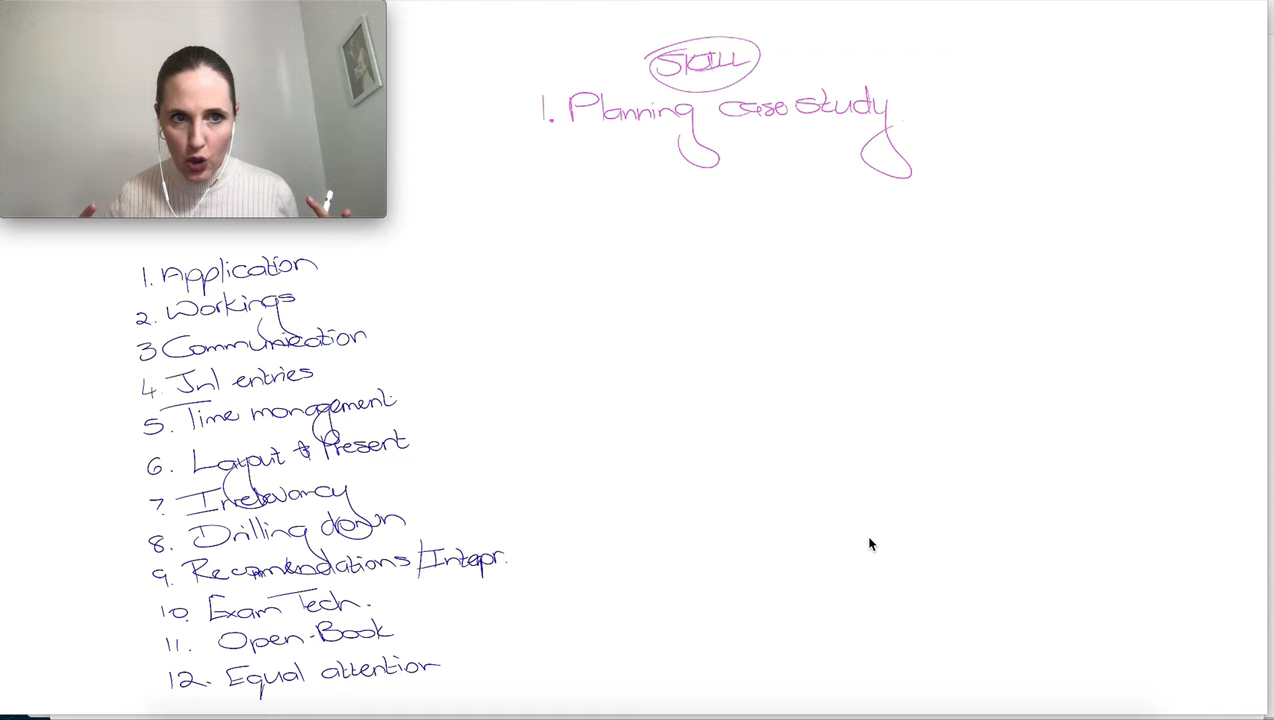 SKILL
1. Planning case study
1. Application
2. Workings
3 Communication
4. Jnl entries
5. Time management
6. Layout & Present
7. Irrelevancy
8. Drilling down
9. Recommendations/Intepr.
10. Exam Tech.
11. Open-Book
12. Equal attention